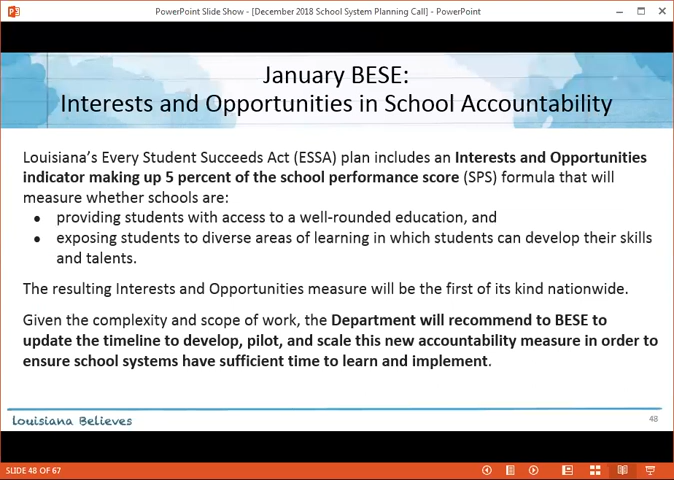 PowerPoint Slide Show - [December 2018 School System Planning Call] - PowerPoint
January BESE:
Interests and Opportunities in School Accountability
Louisiana's Every Student Succeeds Act (ESSA) plan includes an Interests and Opportunities
indicator making up 5 percent of the school performance score (SPS) formula that will
measure whether schools are:
• providing students with access to a well-rounded education, and
• exposing students to diverse areas of learning in which students can develop their skills
and talents.
The resulting Interests and Opportunities measure will be the first of its kind nationwide.
Given the complexity and scope of work, the Department will recommend to BESE to
update the timeline to develop, pilot, and scale this new accountability measure in order to
ensure school systems have sufficient time to learn and implement.
Louisiana Believes
48
SLIDE 48 OF 67